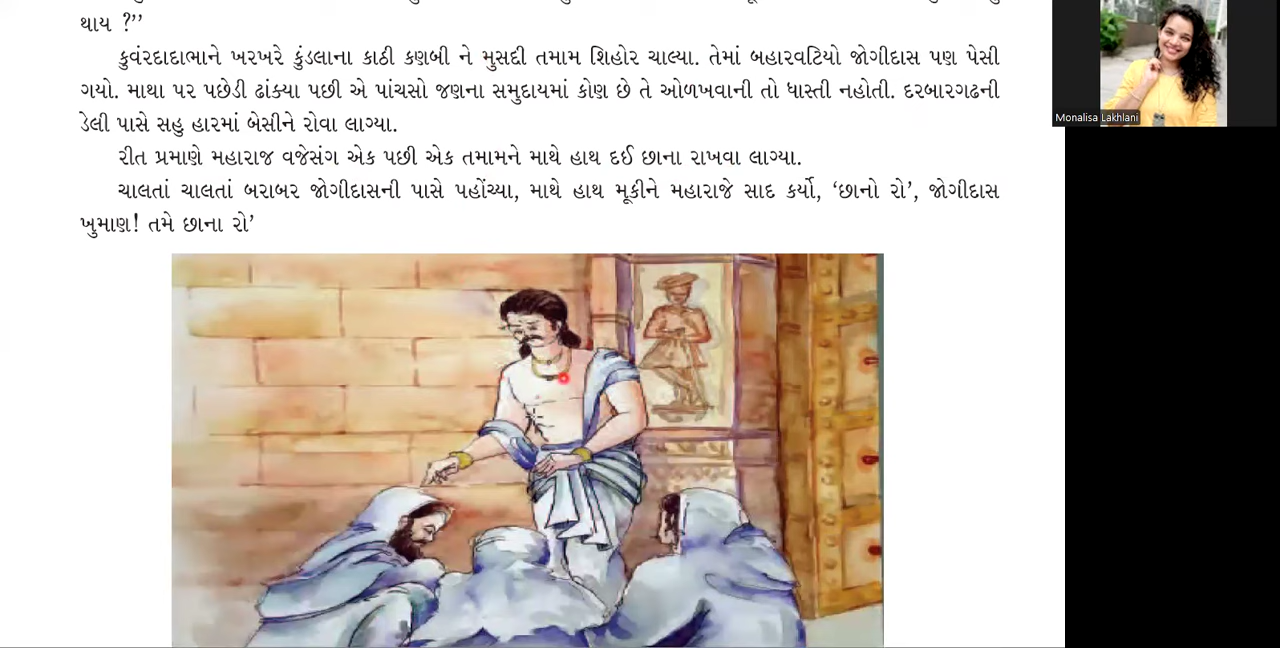 થાય ?”
કુવંરદાદાભાને ખરખરે કુંડલાના કાઠી કણબી ને મુસદી તમામ શિહોર ચાલ્યા. તેમાં બહારવટિયો જોગીદાસ પણ પેસી
ગયો. માથા પર પછેડી ઢાંક્યા પછી એ પાંચસો જણના સમુદાયમાં કોણ છે તે ઓળખવાની તો ધાસ્તી નહોતી. દરબારગઢની
ડેલી પાસે સહુ હારમાં બેસીને રોવા લાગ્યા.
રીત પ્રમાણે મહારાજ વજેસંગ એક પછી એક તમામને માથે હાથ દઈ છાના રાખવા લાગ્યા.
ચાલતાં ચાલતાં બરાબર જોગીદાસની પાસે પહોંચ્યા, માથે હાથ મૂકીને મહારાજે સાદ કર્યો, ‘છાનો રો’, જોગીદાસ
ખુમાણ! તમે છાના રો’
Monalisa Lakhlani